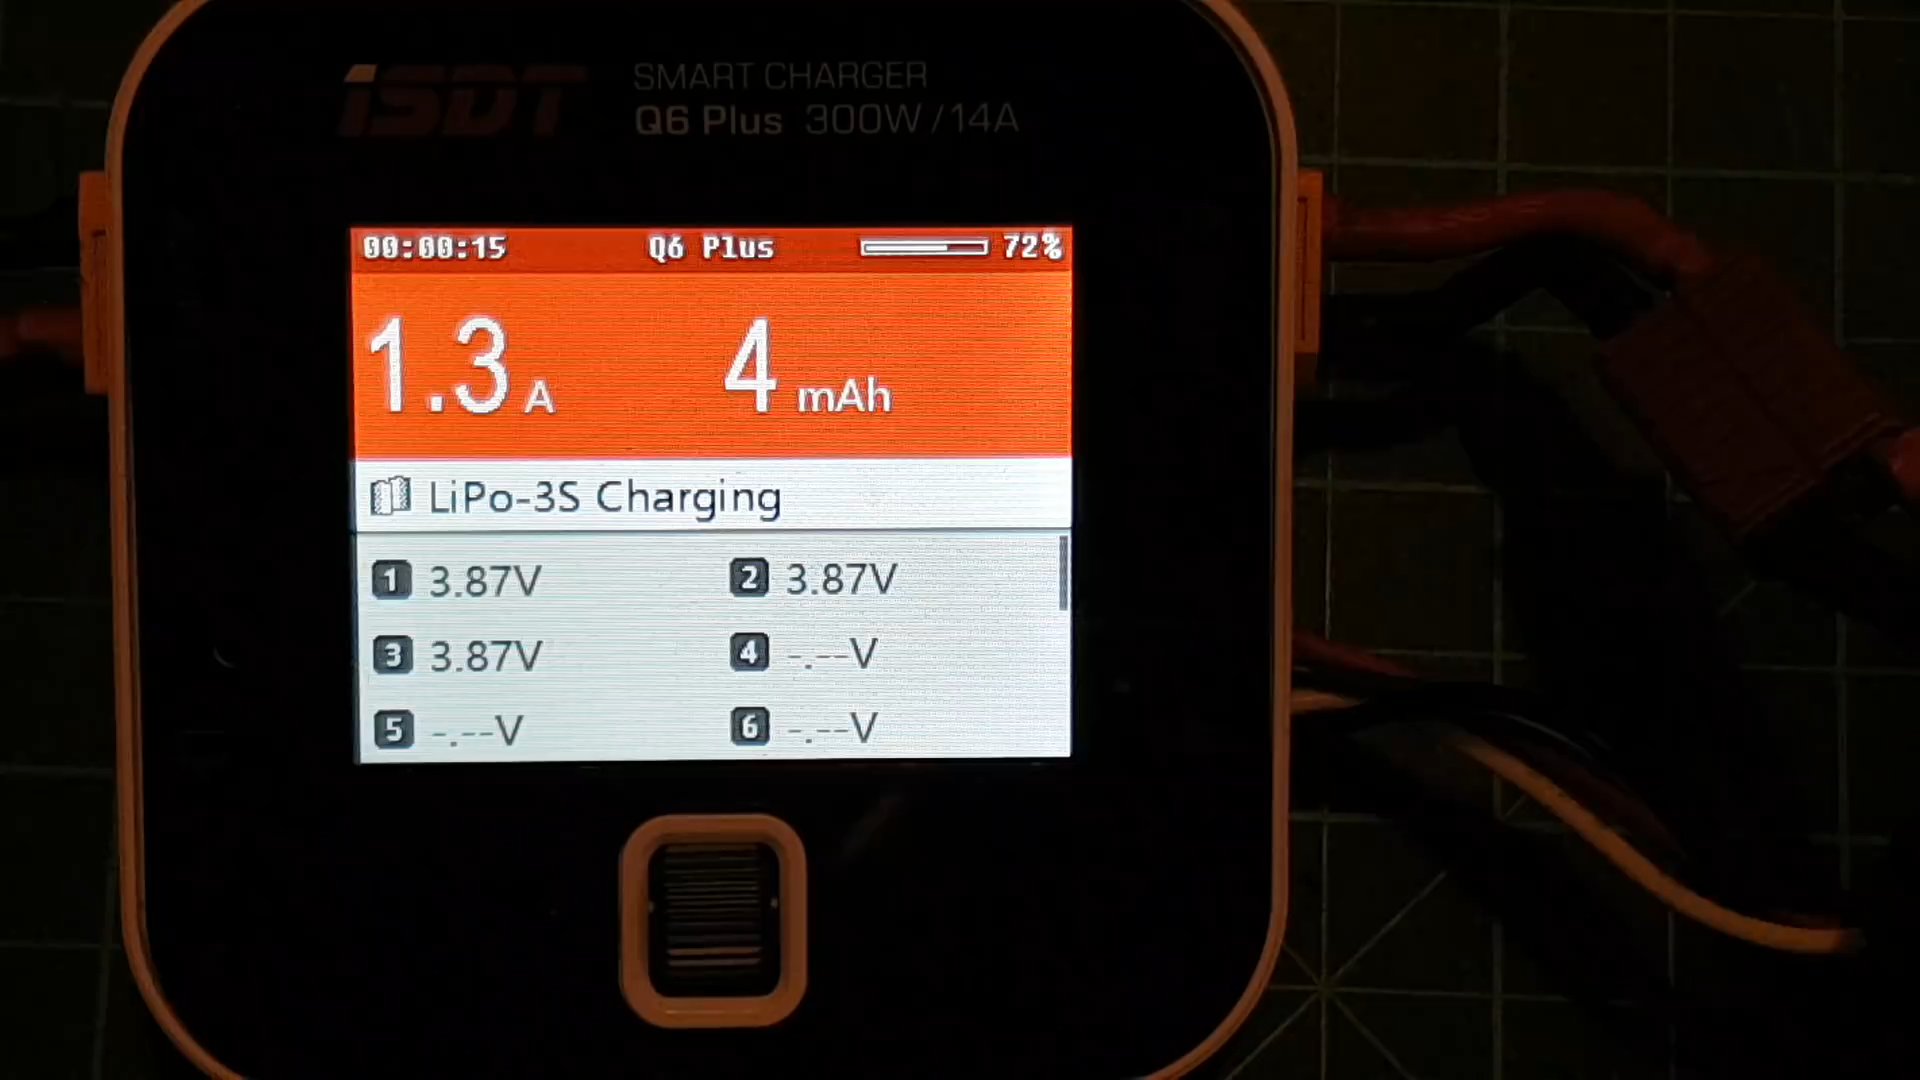 iSDT
SMART CHARGER
Q6 Plus 300W/14A
00:00:15 Q6 Plus 72%
1.3 A 4 mAh
LiPo-3S Charging
1 3.87V 2 3.87V
3 3.87V 4 -.--V
5 -.--V 6 -.--V